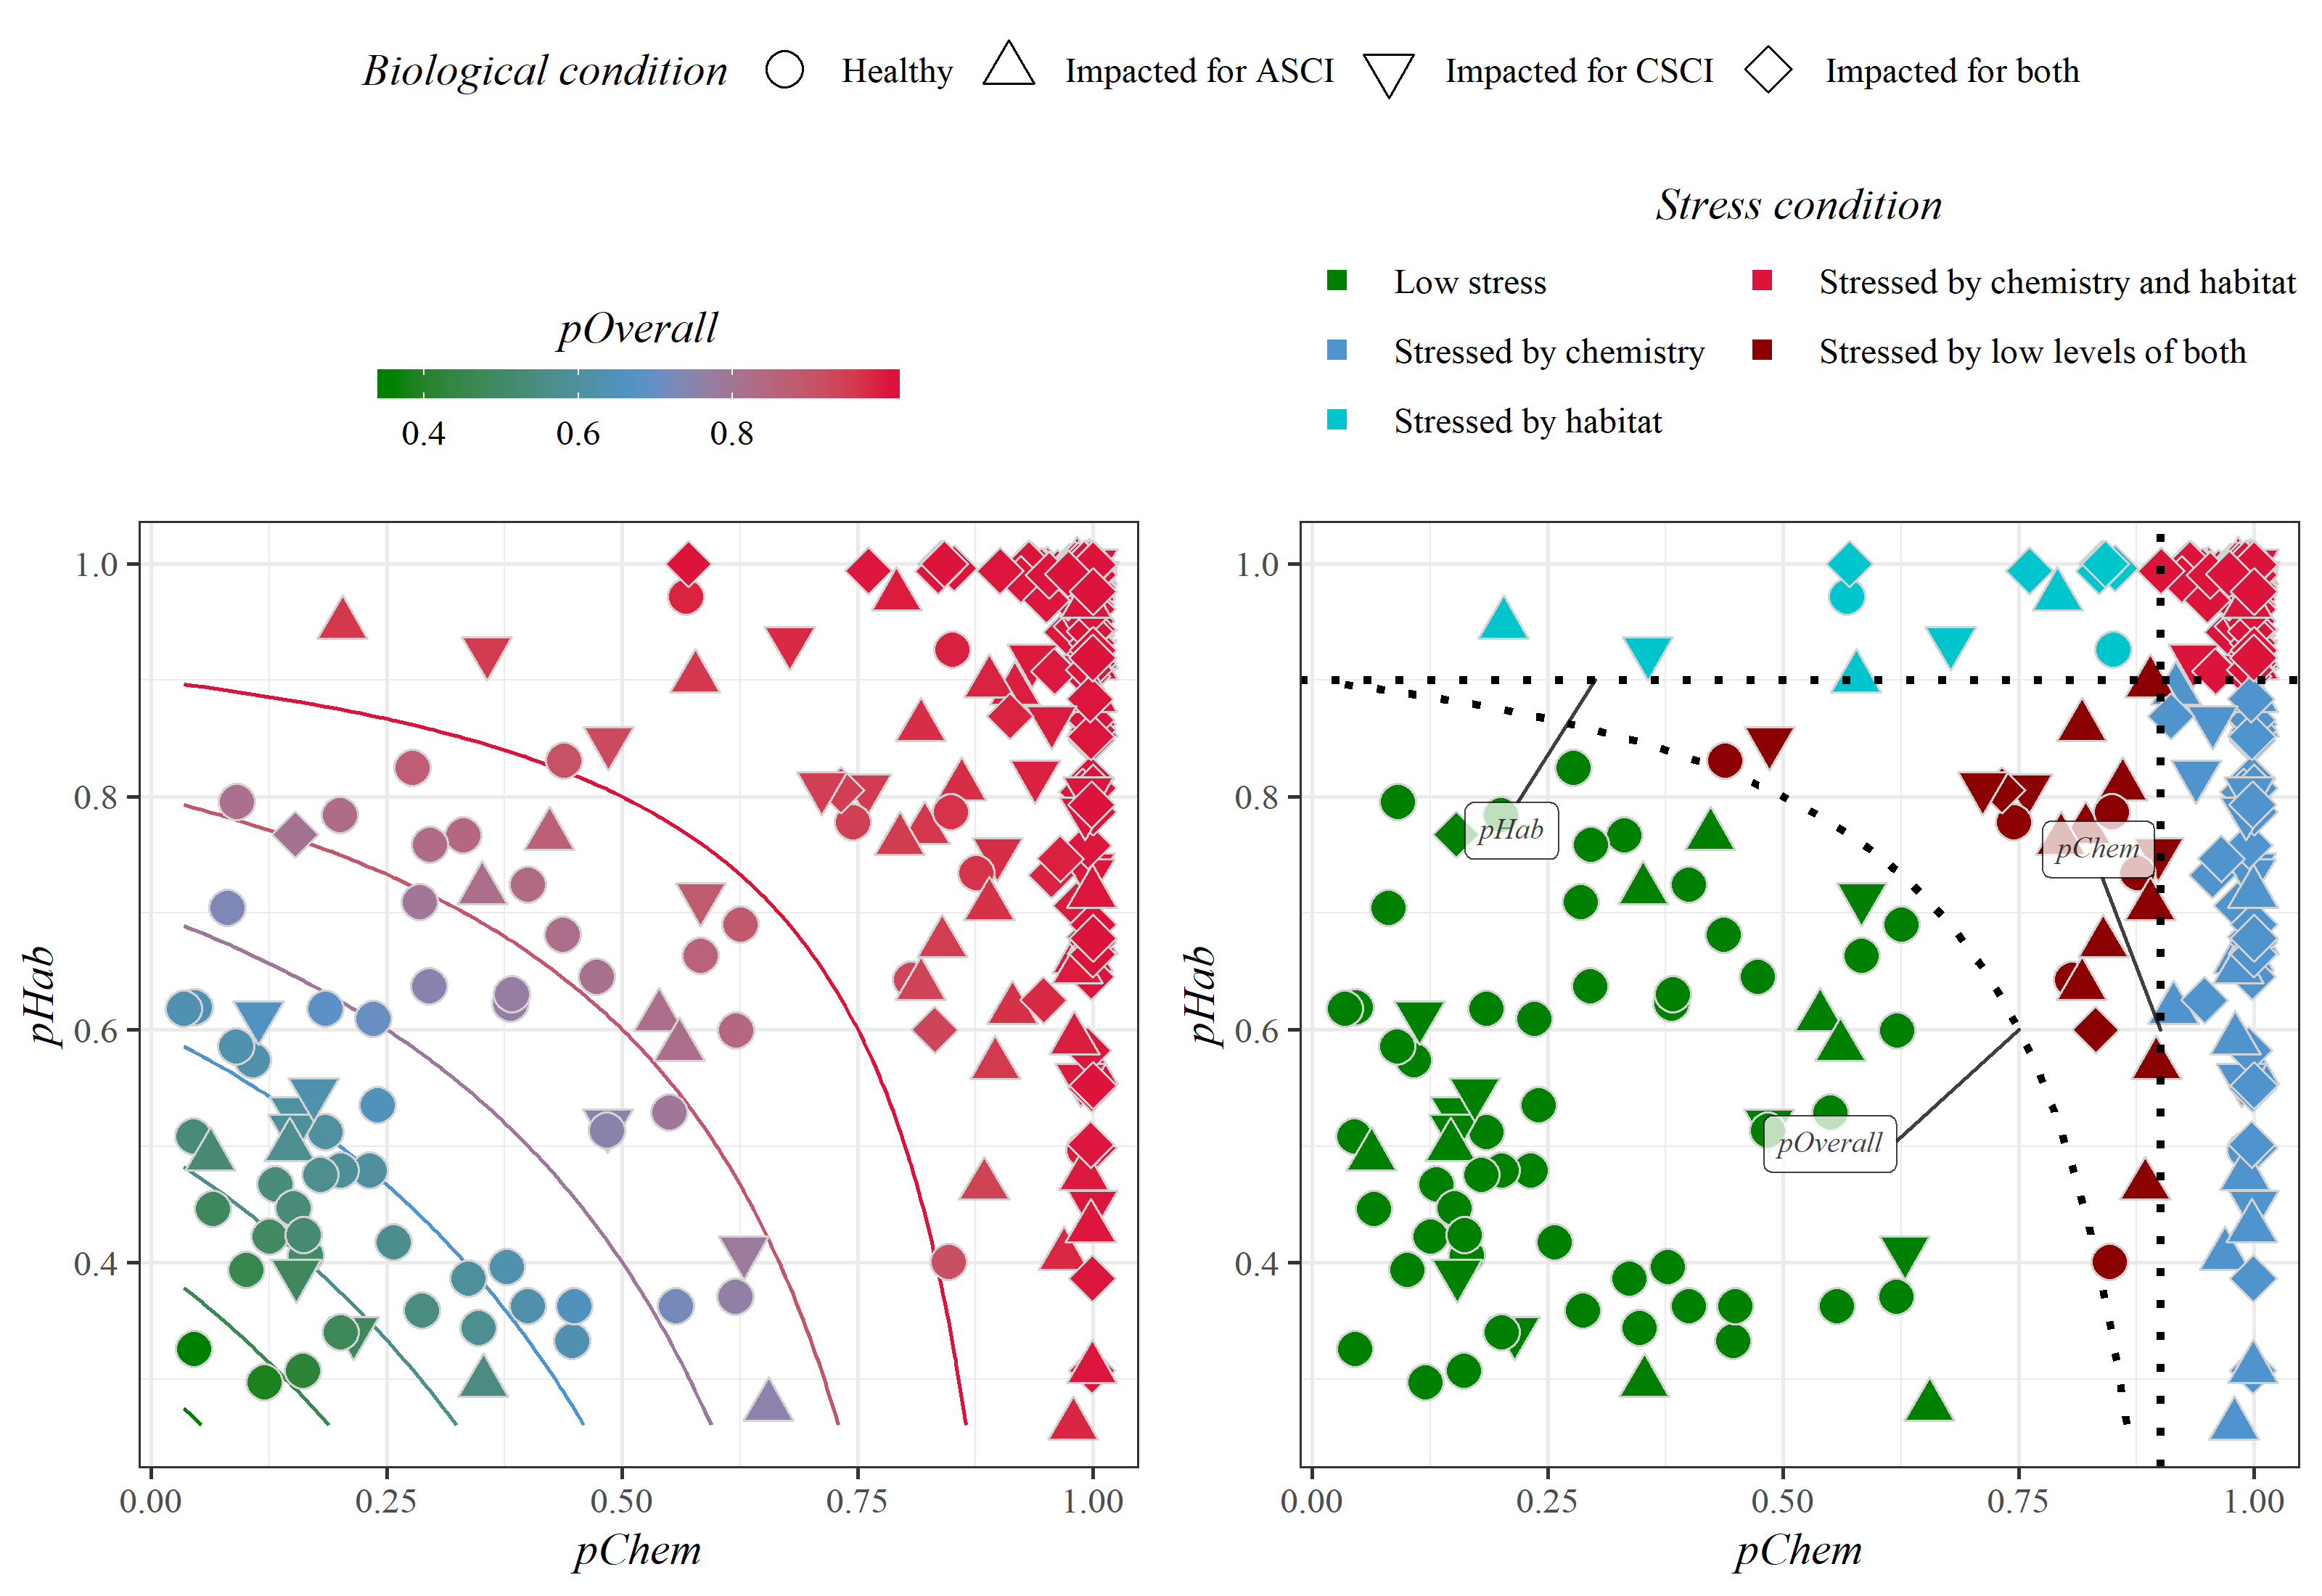 Biological condition Healthy Impacted for ASCI Impacted for CSCI Impacted for both
Stress condition
Low stress Stressed by chemistry and habitat
Stressed by chemistry Stressed by low levels of both
Stressed by habitat
pOverall
0.4 0.6 0.8
pHab
1.0
0.8
0.6
0.4
0.00 0.25 0.50 0.75 1.00
pChem
pHab
1.0
0.8
0.6
0.4
pHab
pChem
pOverall
0.00 0.25 0.50 0.75 1.00
pChem